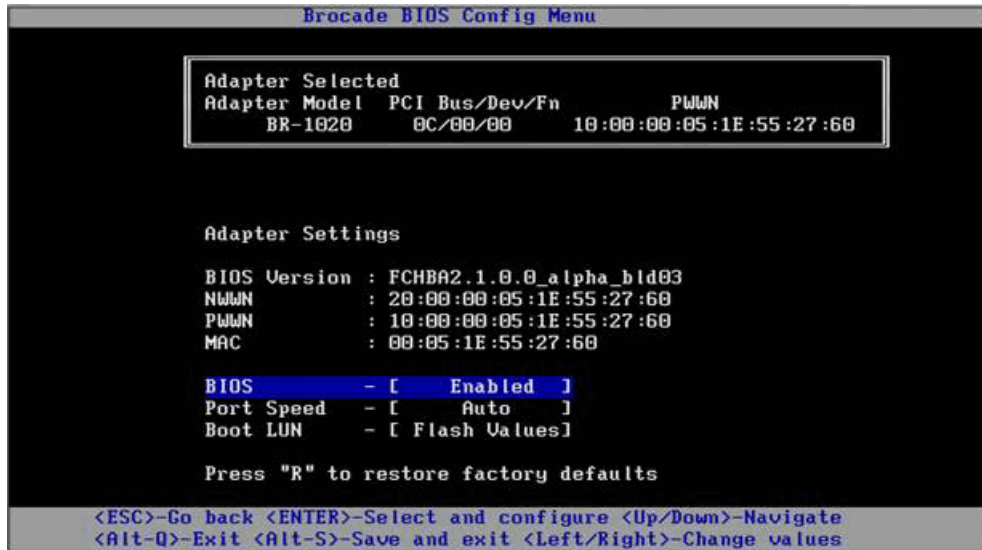 Brocade BIOS Config Menu
Adapter Selected
Adapter Model PCI Bus/Dev/Fn PWWN
BR-1020 0C/00/00 10:00:00:05:1E:55:27:60
Adapter Settings
BIOS Version : FCHBA2.1.0.0_alpha_bld03
NWWN : 20:00:00:05:1E:55:27:60
PWWN : 10:00:00:05:1E:55:27:60
MAC : 00:05:1E:55:27:60
BIOS - [ Enabled ]
Port Speed - [ Auto ]
Boot LUN - [ Flash Values]
Press "R" to restore factory defaults
<ESC>-Go back <ENTER>-Select and configure <Up/Down>-Navigate
<Alt-Q>-Exit <Alt-S>-Save and exit <Left/Right>-Change values